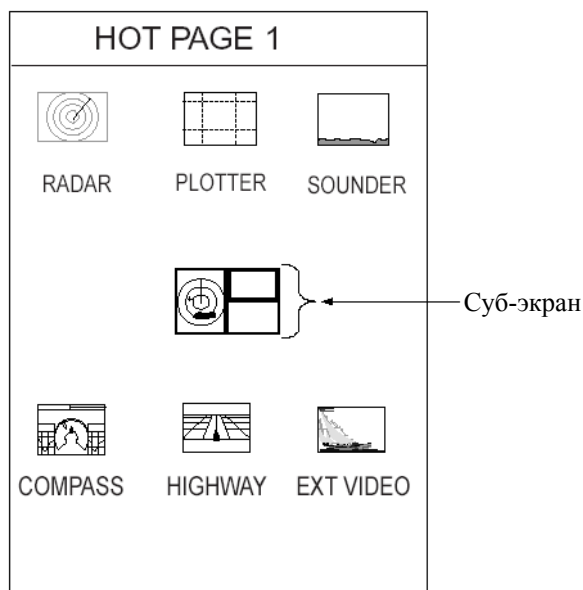 HOT PAGE 1
RADAR PLOTTER SOUNDER
Суб-экран
COMPASS HIGHWAY EXT VIDEO